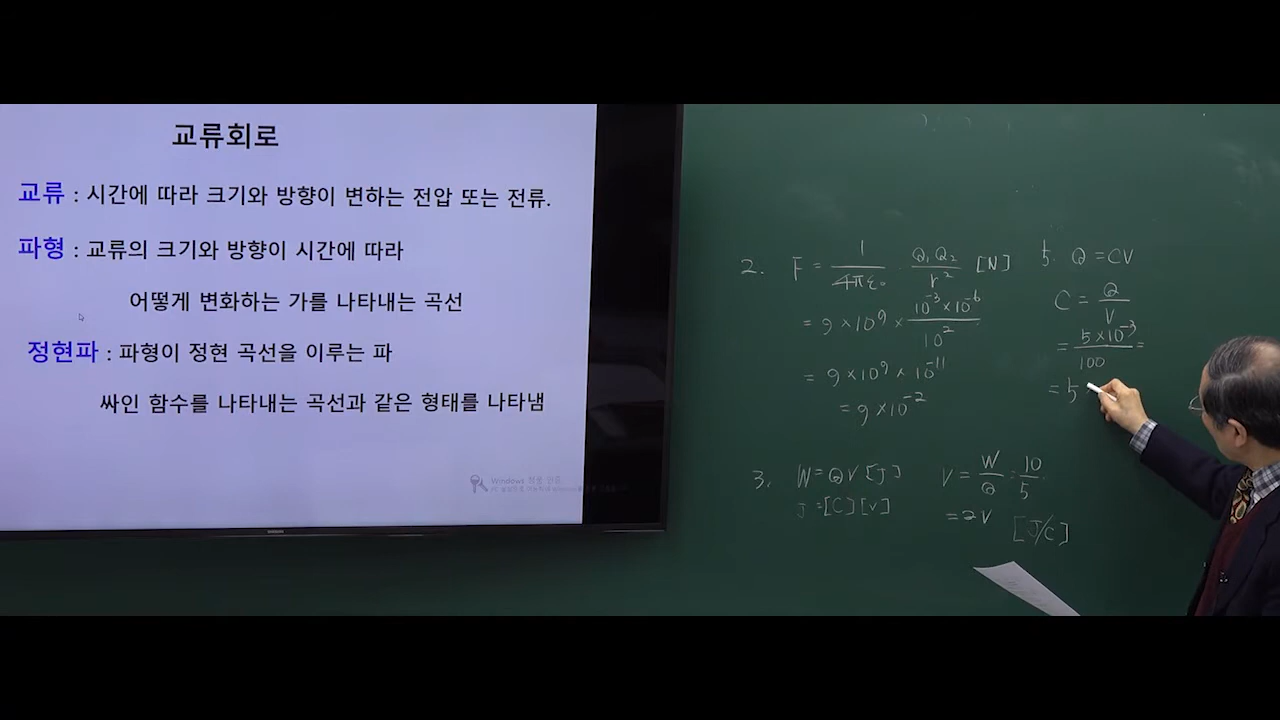 교류회로
교류 : 시간에 따라 크기와 방향이 변하는 전압 또는 전류.
파형 : 교류의 크기와 방향이 시간에 따라
어떻게 변화하는 가를 나타내는 곡선
정현파 : 파형이 정현 곡선을 이루는 파
싸인 함수를 나타내는 곡선과 같은 형태를 나타냄
Windows 정품 인증
2. F = 1/4πε₀ · Q₁Q₂/r² [N]
= 9×10⁹ × 10⁻³×10⁻⁶/10²
= 9×10⁹ × 10⁻¹¹
= 9×10⁻²
3. W=QV[J]
J=[C][V]
V = W/Q = 10/5
= 2V
[J/C]
5. Q = CV
C = Q/V
= 5×10⁻³/100 =
= 5